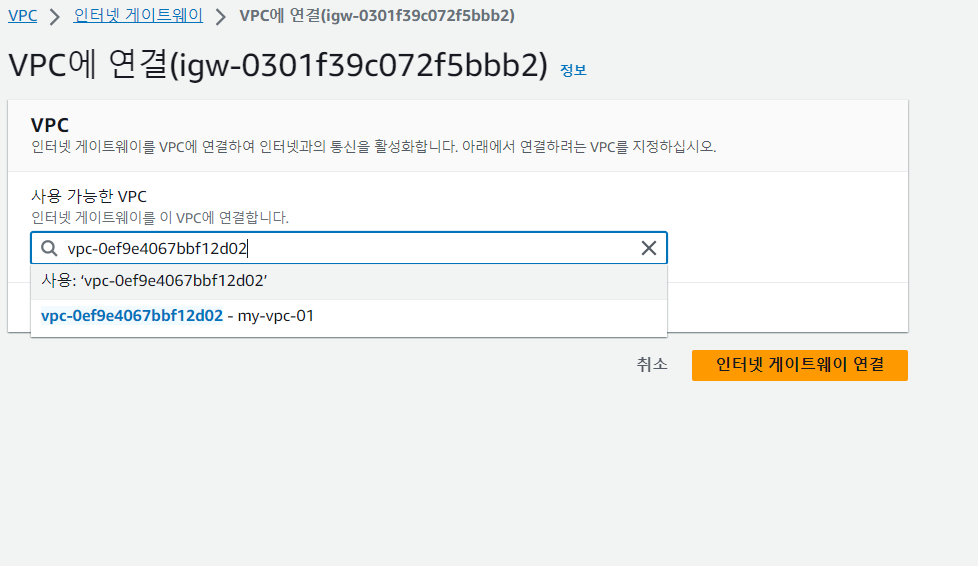 VPC > 인터넷 게이트웨이 > VPC에 연결(igw-0301f39c072f5bbb2)
VPC에 연결(igw-0301f39c072f5bbb2) 정보
VPC
인터넷 게이트웨이를 VPC에 연결하여 인터넷과의 통신을 활성화합니다. 아래에서 연결하려는 VPC를 지정하십시오.
사용 가능한 VPC
인터넷 게이트웨이를 이 VPC에 연결합니다.
vpc-0ef9e4067bbf12d02
사용: ‘vpc-0ef9e4067bbf12d02’
vpc-0ef9e4067bbf12d02 - my-vpc-01
취소 인터넷 게이트웨이 연결